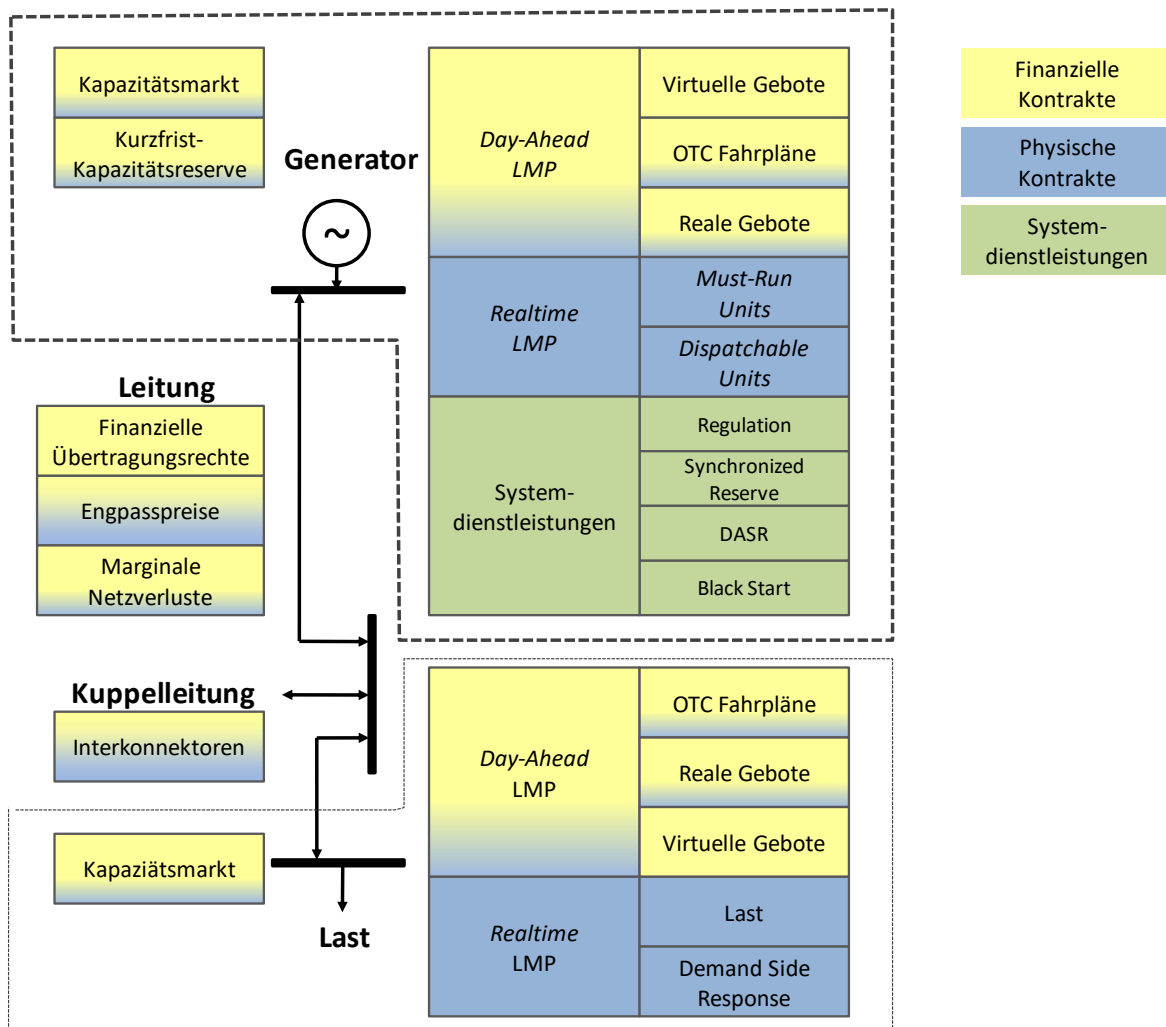 Kapazitätsmarkt
Kurzfrist-
Kapazitätsreserve
Generator
~
Day-Ahead
LMP
Virtuelle Gebote
OTC Fahrpläne
Reale Gebote
Realtime
LMP
Must-Run
Units
Dispatchable
Units
System-
dienstleistungen
Regulation
Synchronized
Reserve
DASR
Black Start
Finanzielle
Kontrakte
Physische
Kontrakte
System-
dienstleistungen
Leitung
Finanzielle
Übertragungsrechte
Engpasspreise
Marginale
Netzverluste
Kuppelleitung
Interkonnektoren
Kapaziätsmarkt
Last
Day-Ahead
LMP
OTC Fahrpläne
Reale Gebote
Virtuelle Gebote
Realtime
LMP
Last
Demand Side
Response